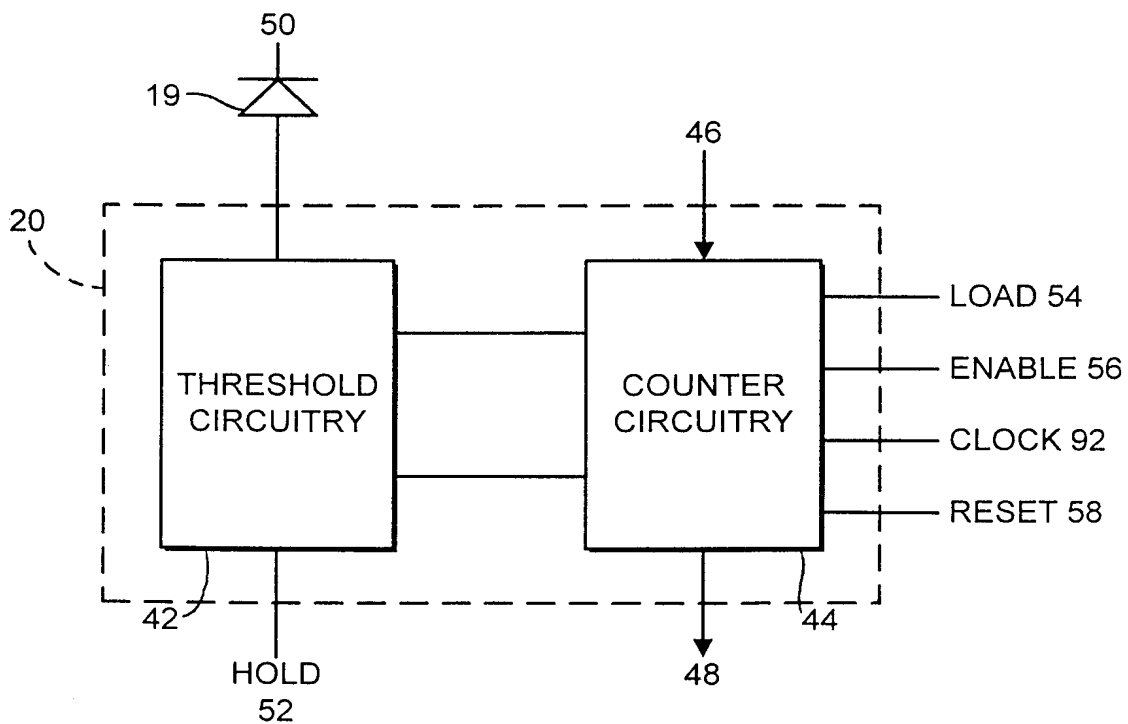 50
19
46
20
LOAD 54
ENABLE 56
CLOCK 92
RESET 58
THRESHOLD
CIRCUITRY
COUNTER
CIRCUITRY
42
44
HOLD
52
48